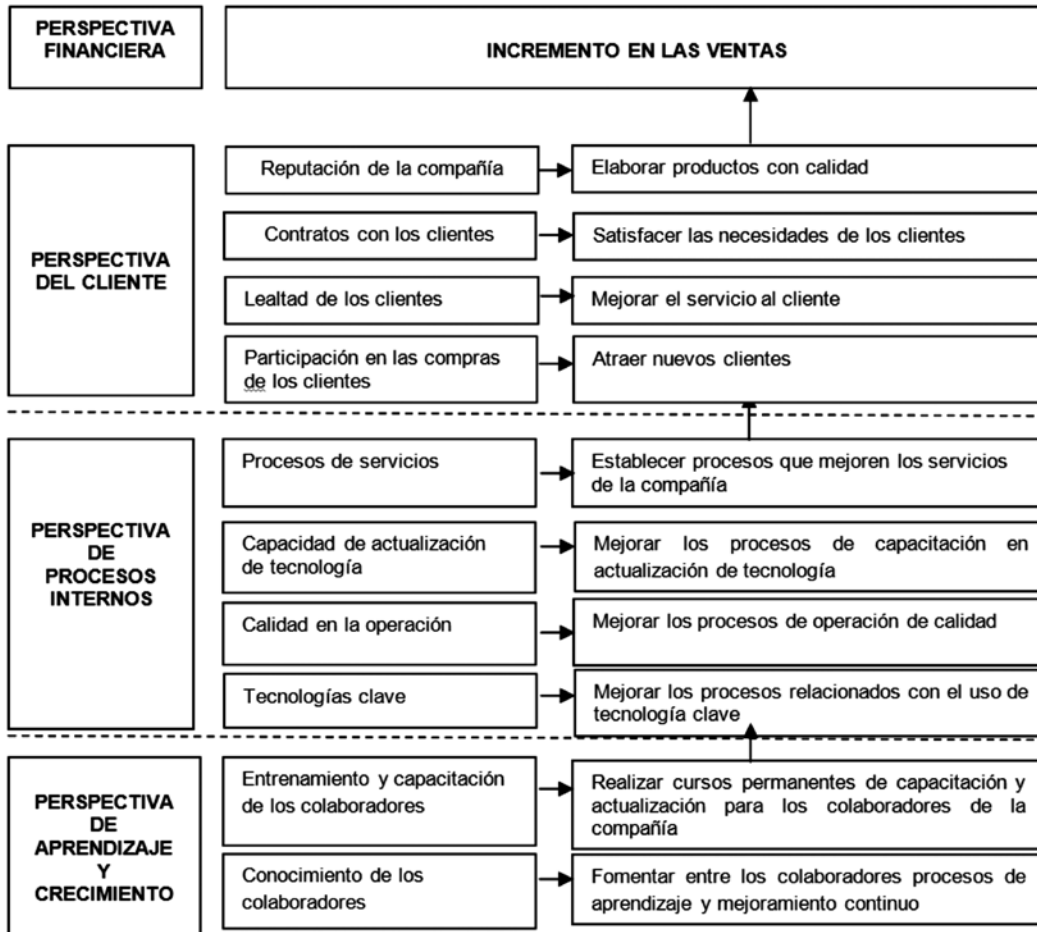 PERSPECTIVA
FINANCIERA
INCREMENTO EN LAS VENTAS
PERSPECTIVA
DEL CLIENTE
Reputación de la compañía
Elaborar productos con calidad
Contratos con los clientes
Satisfacer las necesidades de los clientes
Lealtad de los clientes
Mejorar el servicio al cliente
Participación en las compras
de los clientes
Atraer nuevos clientes
PERSPECTIVA
DE
PROCESOS
INTERNOS
Procesos de servicios
Establecer procesos que mejoren los servicios
de la compañía
Capacidad de actualización
de tecnología
Mejorar los procesos de capacitación en
actualización de tecnología
Calidad en la operación
Mejorar los procesos de operación de calidad
Tecnologías clave
Mejorar los procesos relacionados con el uso de
tecnología clave
PERSPECTIVA
DE
APRENDIZAJE
Y
CRECIMIENTO
Entrenamiento y capacitación
de los colaboradores
Realizar cursos permanentes de capacitación y
actualización para los colaboradores de la
compañía
Conocimiento de los
colaboradores
Fomentar entre los colaboradores procesos de
aprendizaje y mejoramiento continuo